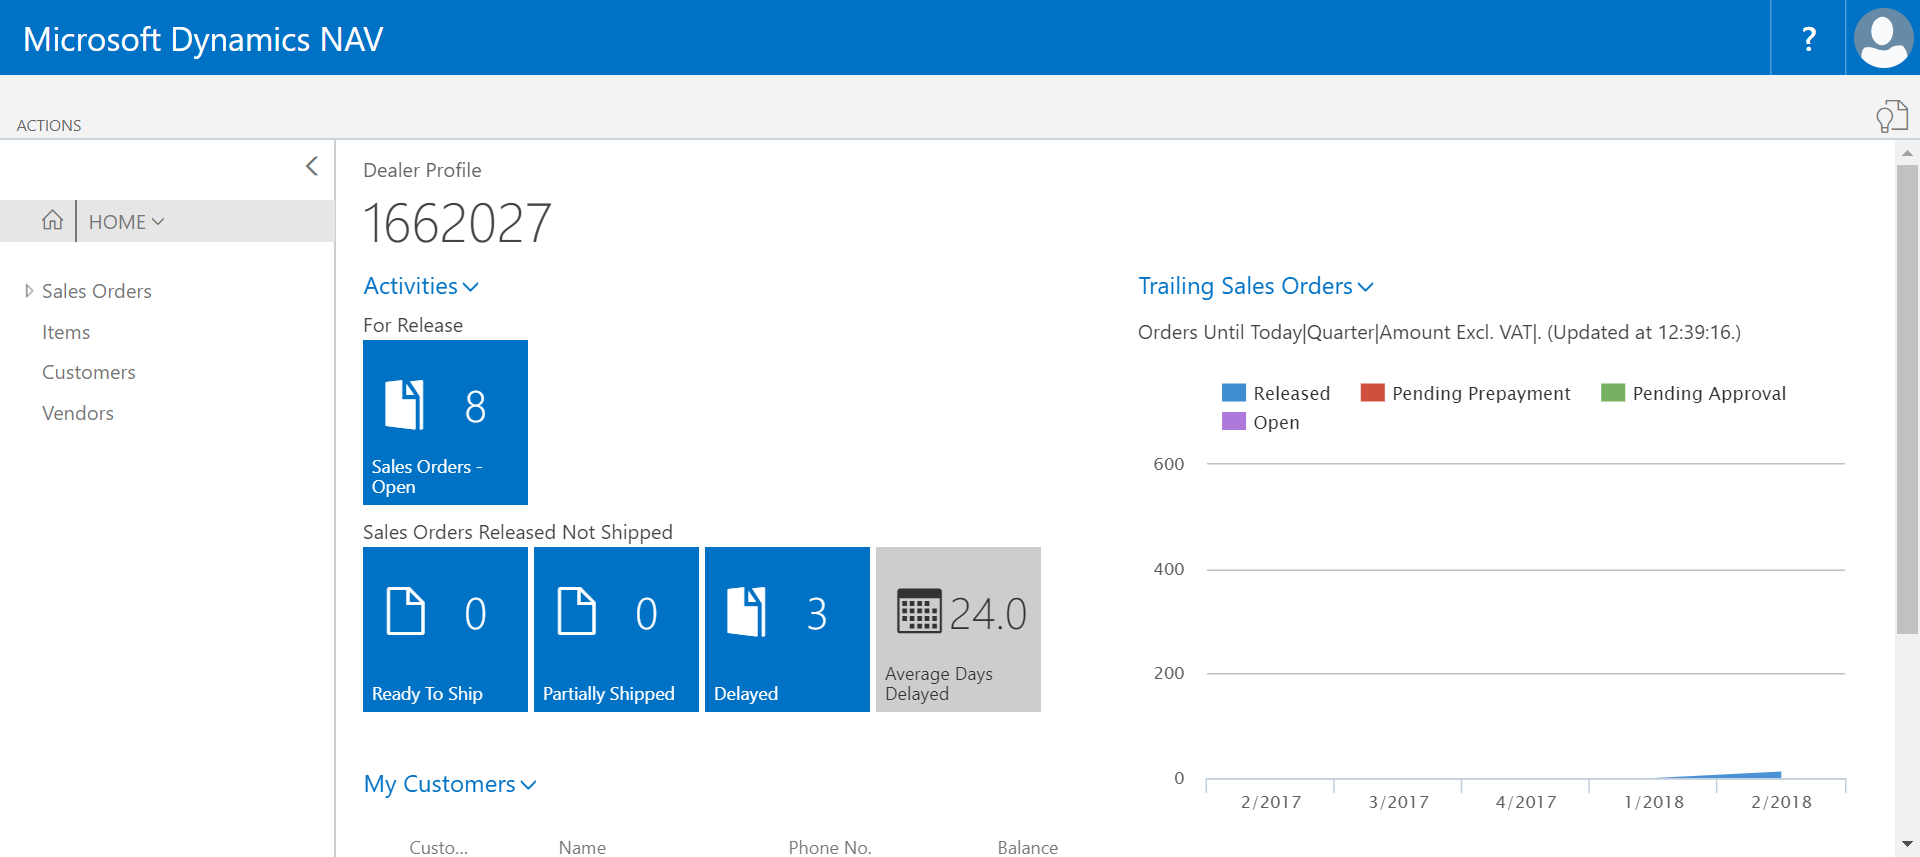 Microsoft Dynamics NAV
?
ACTIONS
HOME
Sales Orders
Items
Customers
Vendors
Dealer Profile
1662027
Activities
For Release
8
Sales Orders -
Open
Sales Orders Released Not Shipped
0
Ready To Ship
0
Partially Shipped
3
Delayed
24.0
Average Days
Delayed
My Customers
Custo...
Name
Phone No.
Balance
Trailing Sales Orders
Orders Until Today|Quarter|Amount Excl. VAT|. (Updated at 12:39:16.)
Released
Pending Prepayment
Pending Approval
Open
600
400
200
0
2/2017
3/2017
4/2017
1/2018
2/2018